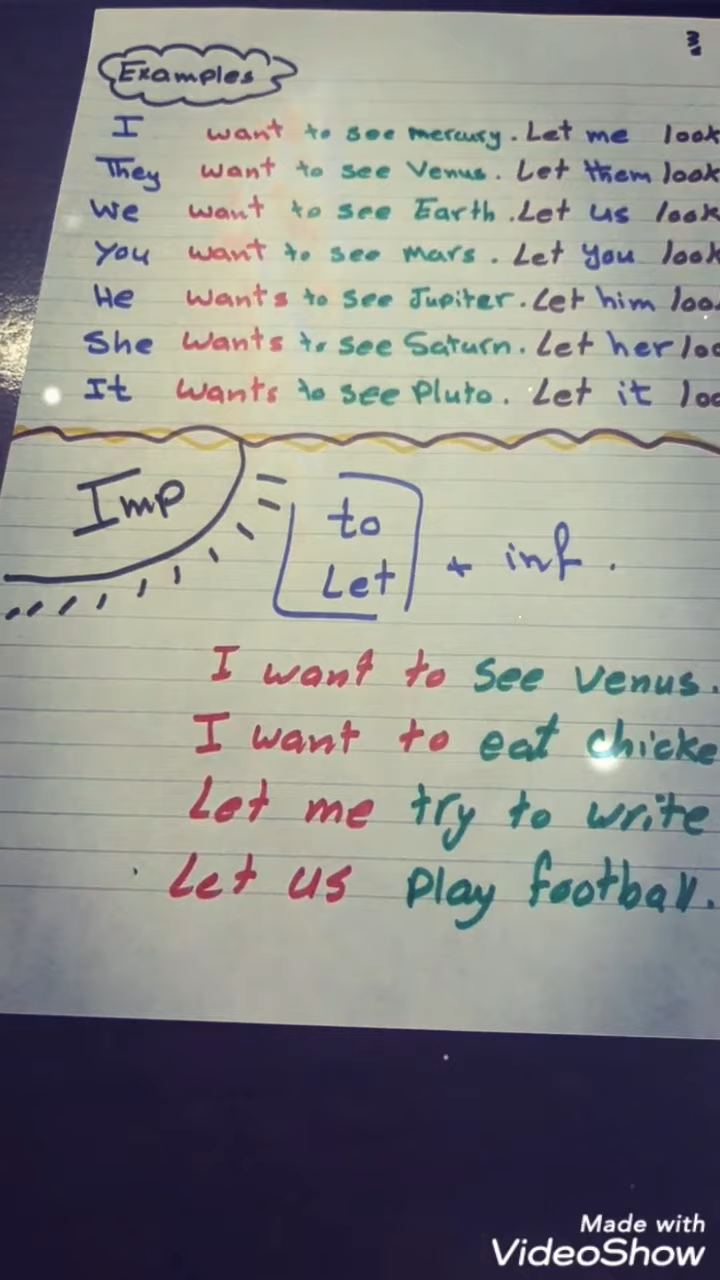 3
Examples
I want to see mercury. Let me look
They want to see Venus. Let them look
We want to see Earth. Let us look
You want to see Mars. Let you look
He wants to see Jupiter. Let him loo
She wants to see Saturn. Let her loo
It wants to see Pluto. Let it loo
Imp
to
Let + inf.
I want to see Venus.
I want to eat chicke
Let me try to write
Let us play football.
Made with
VideoShow